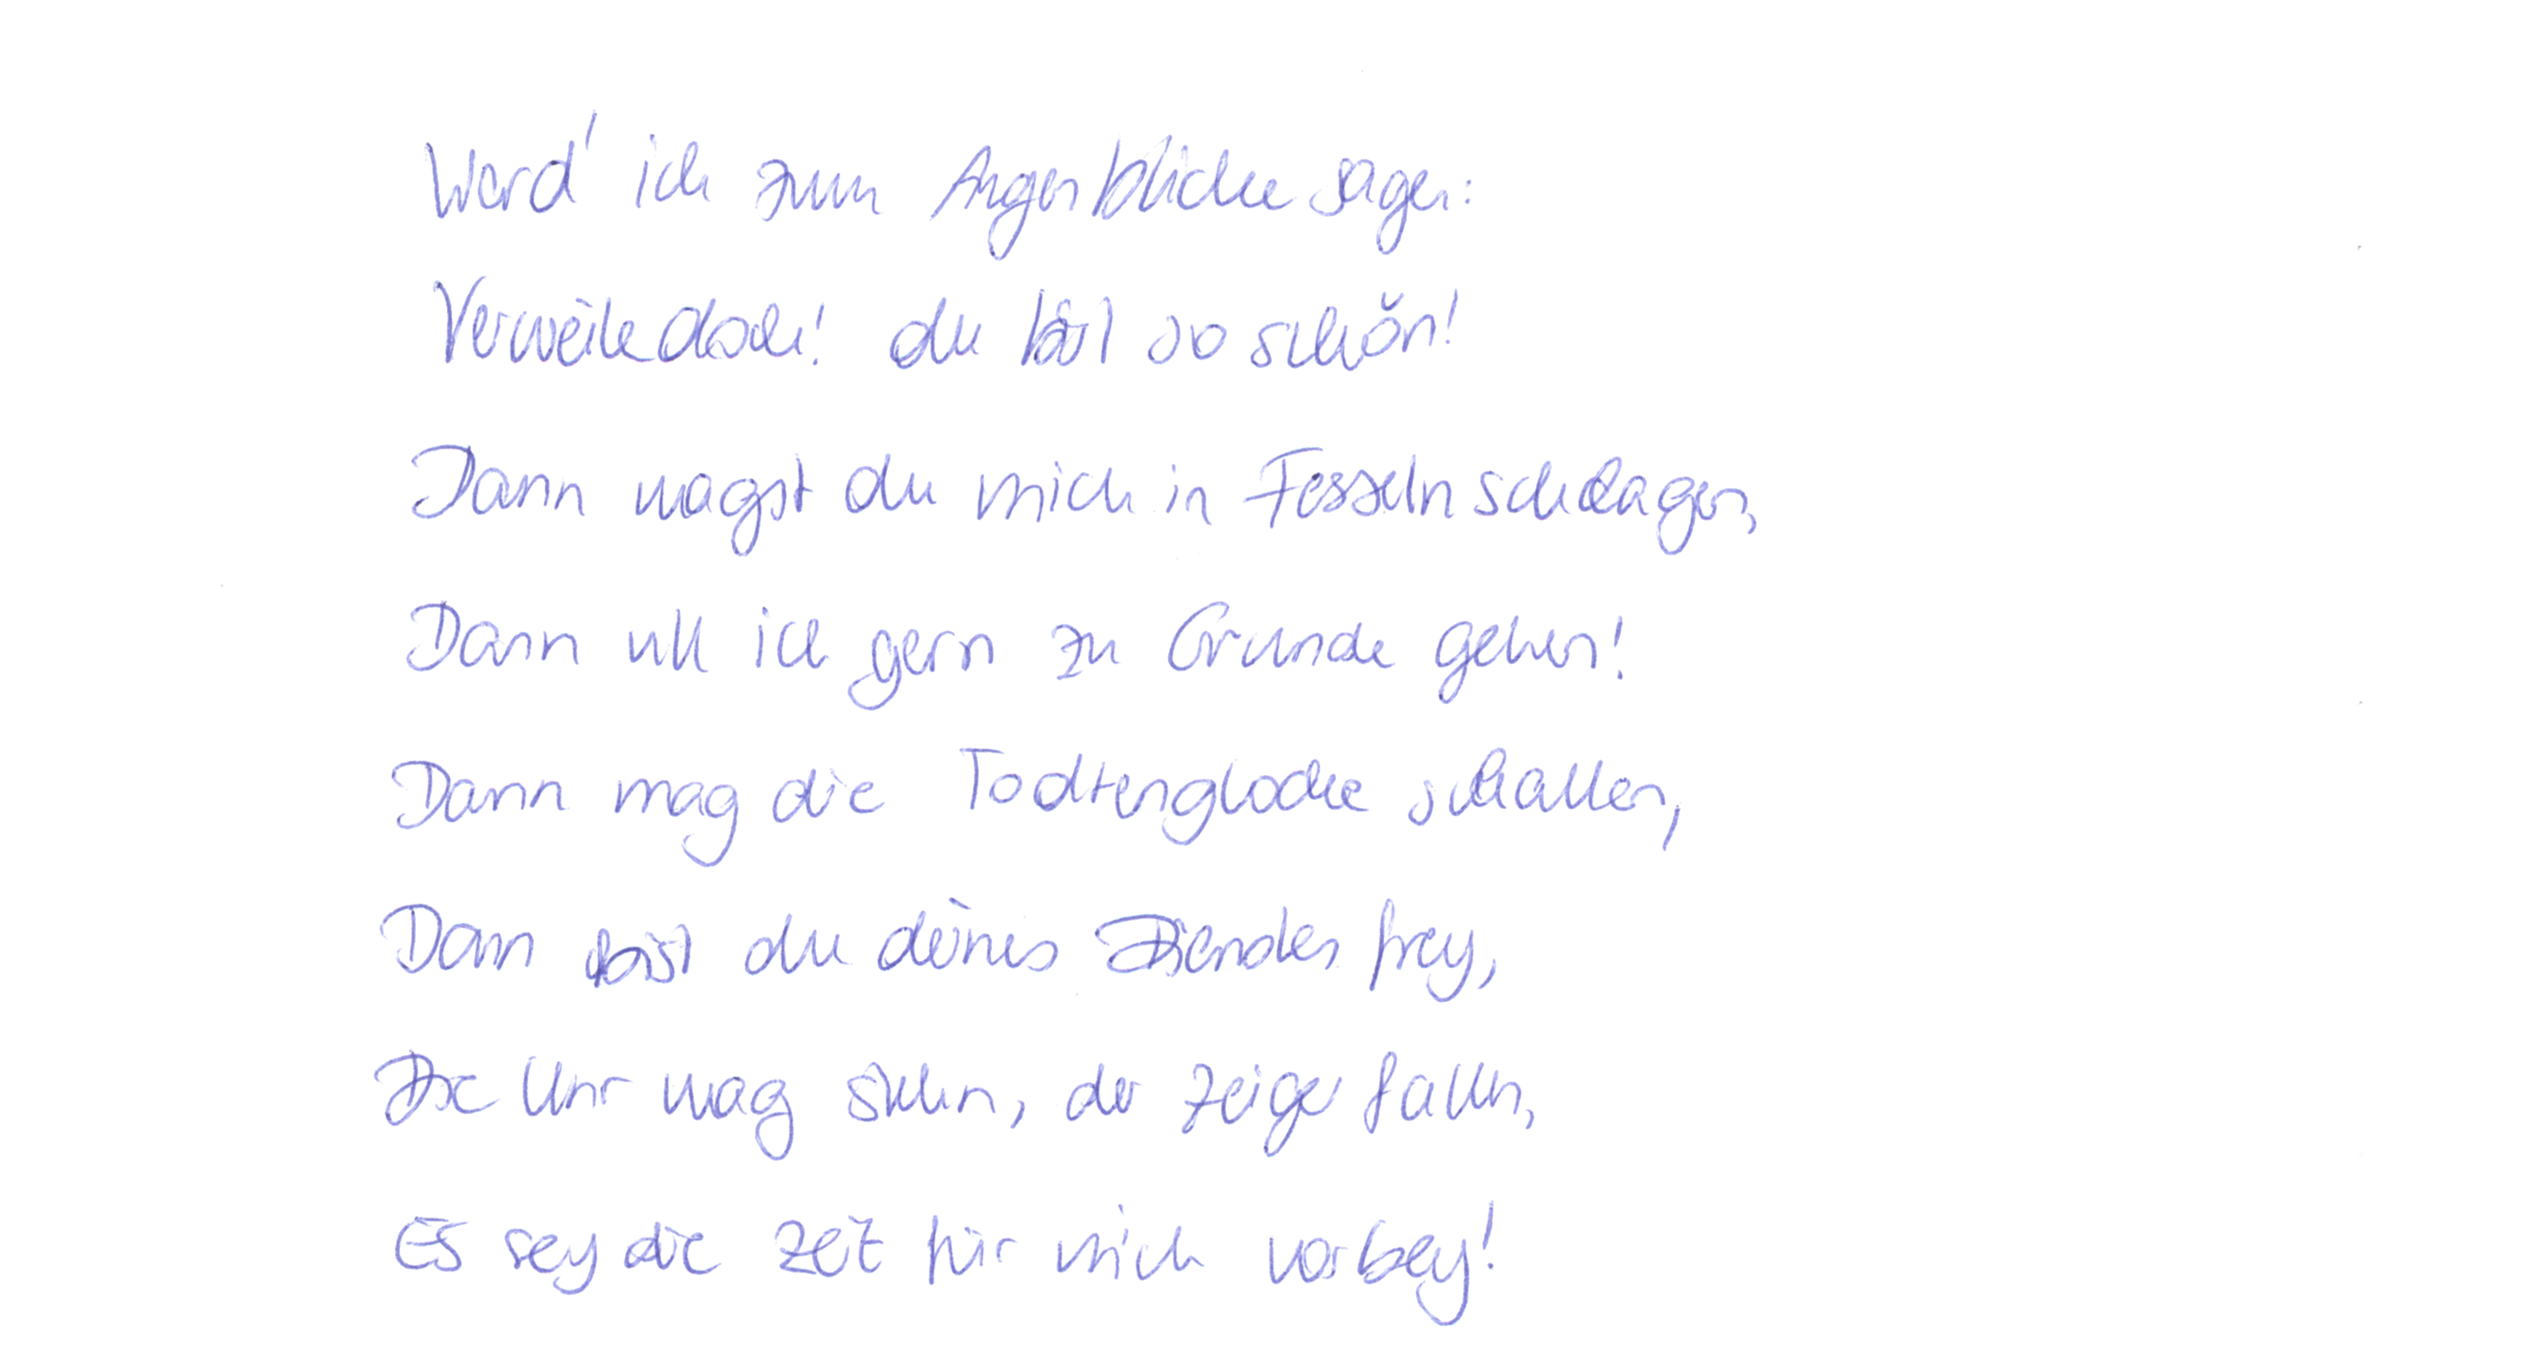 Werd' ich zum Augenblicke sagen:
Verweile doch! du bist so schön!
Dann magst du mich in Fesseln schlagen,
Dann will ich gern zu Grunde gehen!
Dann mag die Todtenglocke schallen,
Dann bist du deines Diendes frey,
Die Uhr mag stehn, der Zeiger fallen,
Es sey die Zeit für mich vorbey!